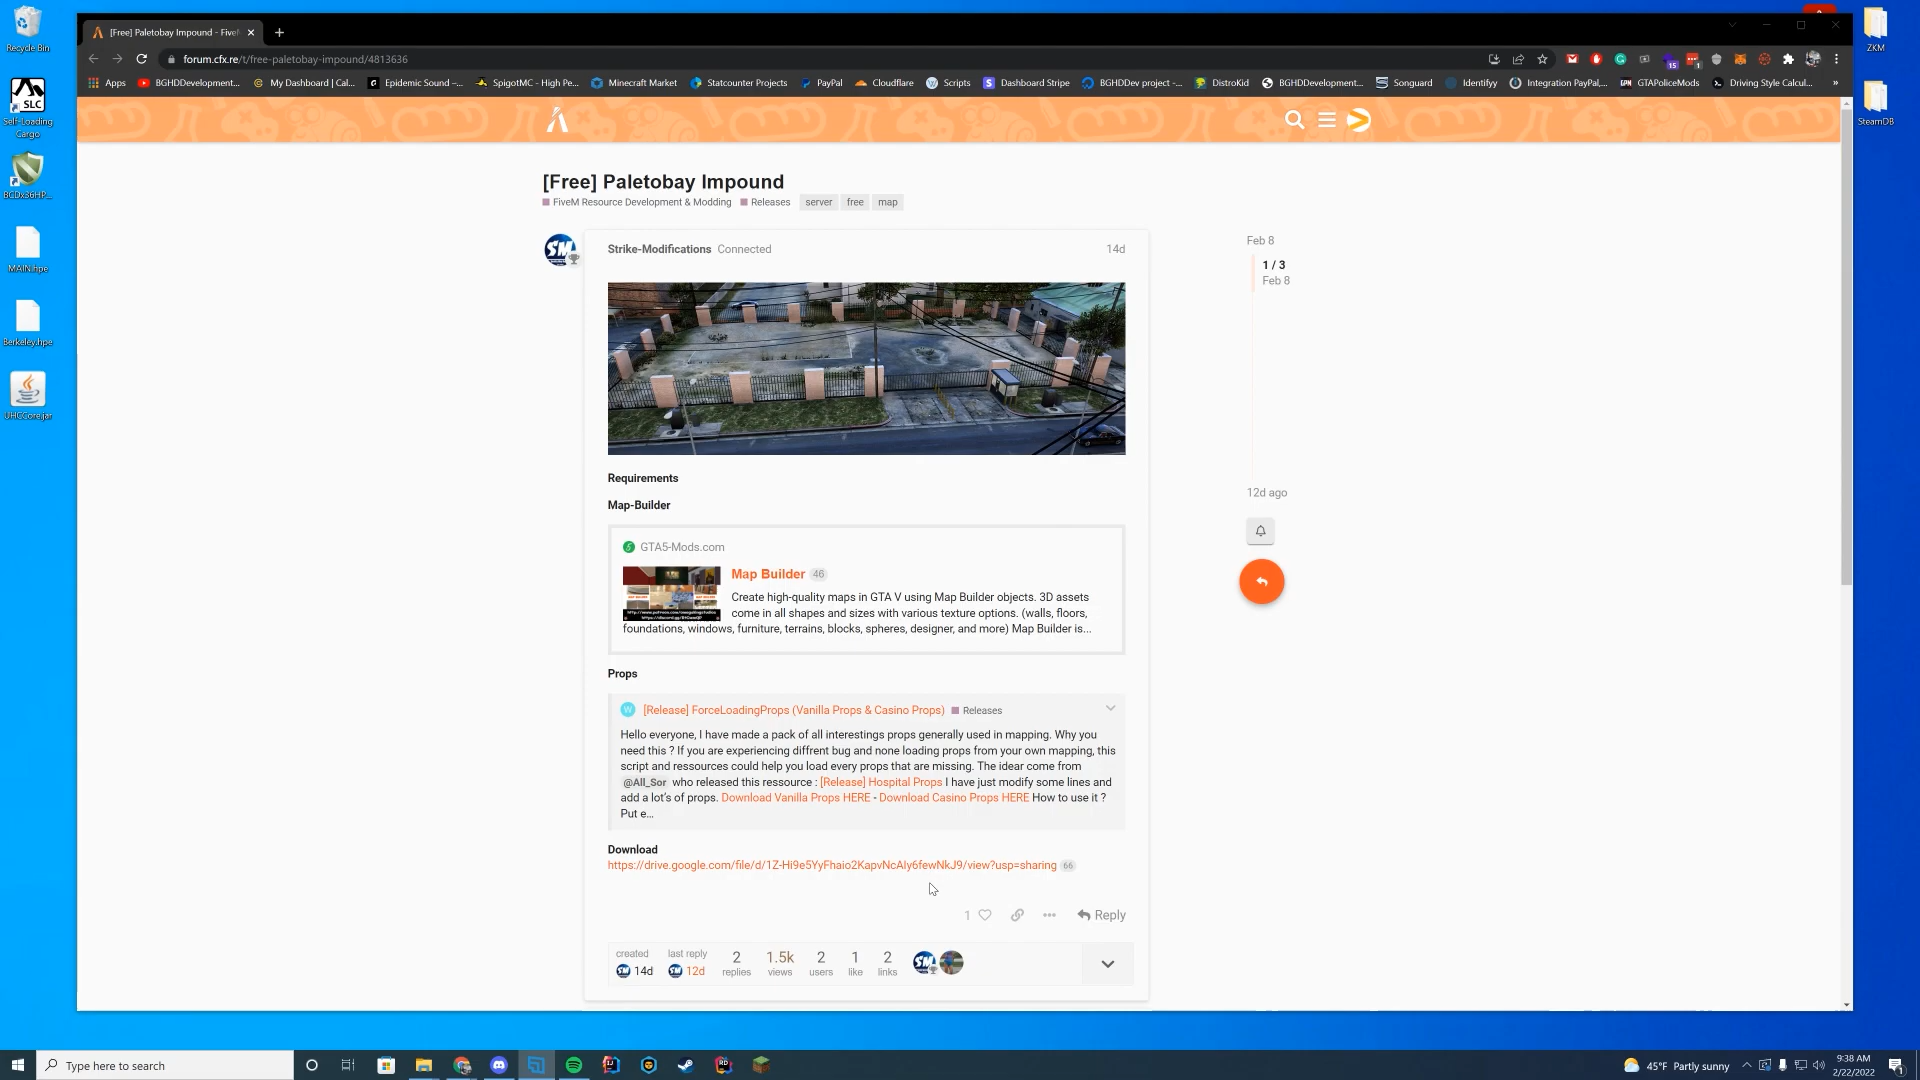 Recycle Bin
SLC
Self-Loading
Cargo
MAIN.hpe
Berkeley.hpe
UHCCore.jar
ZKM
SteamDB
[Free] Paletobay Impound - Five
forum.cfx.re/t/free-paletobay-impound/4813636
15
1
Apps
BGHDDevelopment...
My Dashboard | Cal...
Epidemic Sound –...
SpigotMC - High Pe...
Minecraft Market
Statcounter Projects
PayPal
Cloudflare
Scripts
Dashboard Stripe
BGHDDev project -...
DistroKid
BGHDDevelopment...
Songuard
Identifyy
Integration PayPal,...
GTAPoliceMods
Driving Style Calcul...
»
[Free] Paletobay Impound
FiveM Resource Development & Modding Releases server free map
SM
Strike-Modifications Connected 14d
Feb 8
1 / 3
Feb 8
12d ago
Requirements
Map-Builder
GTA5-Mods.com
Map Builder 46
Create high-quality maps in GTA V using Map Builder objects. 3D assets
come in all shapes and sizes with various texture options. (walls, floors,
foundations, windows, furniture, terrains, blocks, spheres, designer, and more) Map Builder is...
Props
W [Release] ForceLoadingProps (Vanilla Props & Casino Props) Releases
Hello everyone, I have made a pack of all interestings props generally used in mapping. Why you
need this ? If you are experiencing diffrent bug and none loading props from your own mapping, this
script and ressources could help you load every props that are missing. The idear come from
@All_Sor who released this ressource : [Release] Hospital Props I have just modify some lines and
add a lot's of props. Download Vanilla Props HERE - Download Casino Props HERE How to use it ?
Put e...
Download
https://drive.google.com/file/d/1Z-Hi9e5YyFhaio2KapvNcAly6fewNkJ9/view?usp=sharing 66
1 Reply
created last reply
14d 12d
2 1.5k 2 1 2
replies views users like links
SM
Type here to search
45°F Partly sunny
9:38 AM
2/22/2022